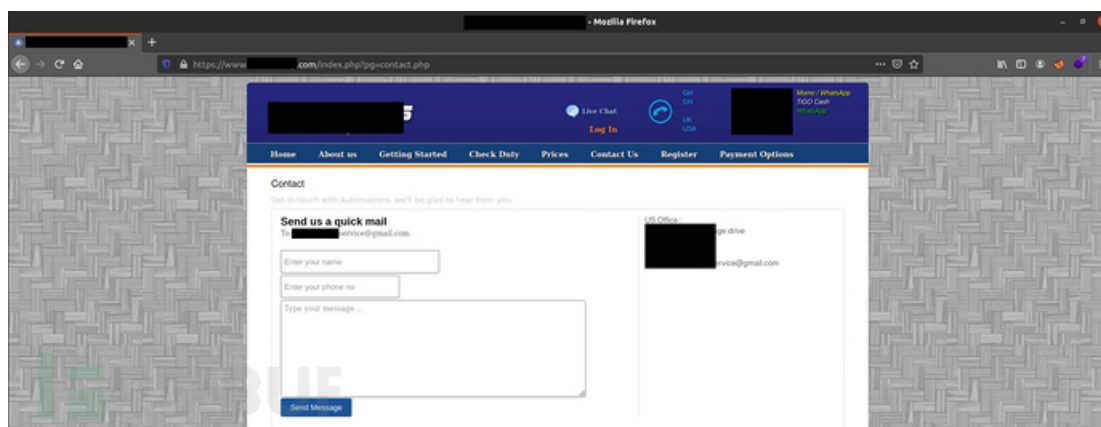 - Mozilla Firefox
https://www .com/index.php?pg=contact.php
Live Chat
Log In
GH
GH
UK
USA
Momo / WhatsApp
TIGO Cash
WhatsApp
Home About us Getting Started Check Duty Prices Contact Us Register Payment Options
Contact
Get in touch with Automasters, we'll be glad to hear from you.
Send us a quick mail
To: service@gmail.com
US Office :
ge drive
ervice@gmail.com
Enter your name
Enter your phone no
Type your message ...
Send Message
BUF